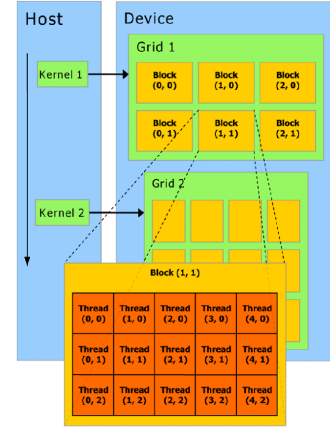 Host
Device
Grid 1
Kernel 1
Block
(0, 0)
Block
(1, 0)
Block
(2, 0)
Block
(0, 1)
Block
(1, 1)
Block
(2, 1)
Grid 2
Kernel 2
Block (1, 1)
Thread
(0, 0)
Thread
(1, 0)
Thread
(2, 0)
Thread
(3, 0)
Thread
(4, 0)
Thread
(0, 1)
Thread
(1, 1)
Thread
(2, 1)
Thread
(3, 1)
Thread
(4, 1)
Thread
(0, 2)
Thread
(1, 2)
Thread
(2, 2)
Thread
(3, 2)
Thread
(4, 2)